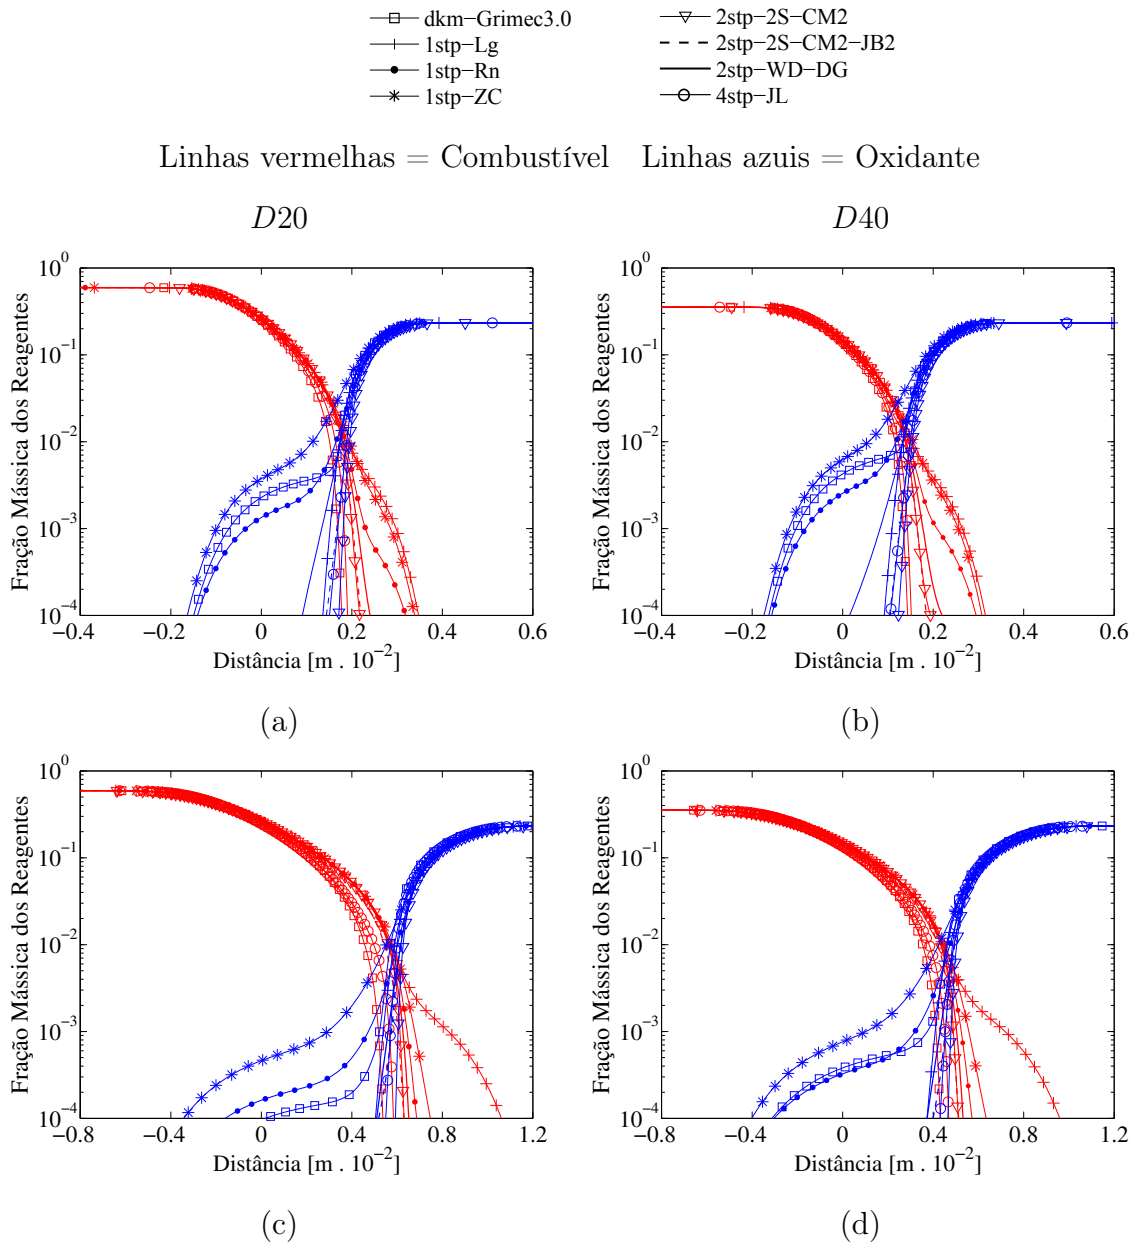 dkm−Grimec3.0
1stp−Lg
1stp−Rn
1stp−ZC
2stp−2S−CM2
2stp−2S−CM2−JB2
2stp−WD−DG
4stp−JL
Linhas vermelhas = Combustível Linhas azuis = Oxidante
D20
D40
Fração Mássica dos Reagentes
10^0
10^−1
10^−2
10^−3
10^−4
−0.4 −0.2 0 0.2 0.4 0.6
Distância [m . 10^−2]
(a)
Fração Mássica dos Reagentes
10^0
10^−1
10^−2
10^−3
10^−4
−0.4 −0.2 0 0.2 0.4 0.6
Distância [m . 10^−2]
(b)
Fração Mássica dos Reagentes
10^0
10^−1
10^−2
10^−3
10^−4
−0.8 −0.4 0 0.4 0.8 1.2
Distância [m . 10^−2]
(c)
Fração Mássica dos Reagentes
10^0
10^−1
10^−2
10^−3
10^−4
−0.8 −0.4 0 0.4 0.8 1.2
Distância [m . 10^−2]
(d)